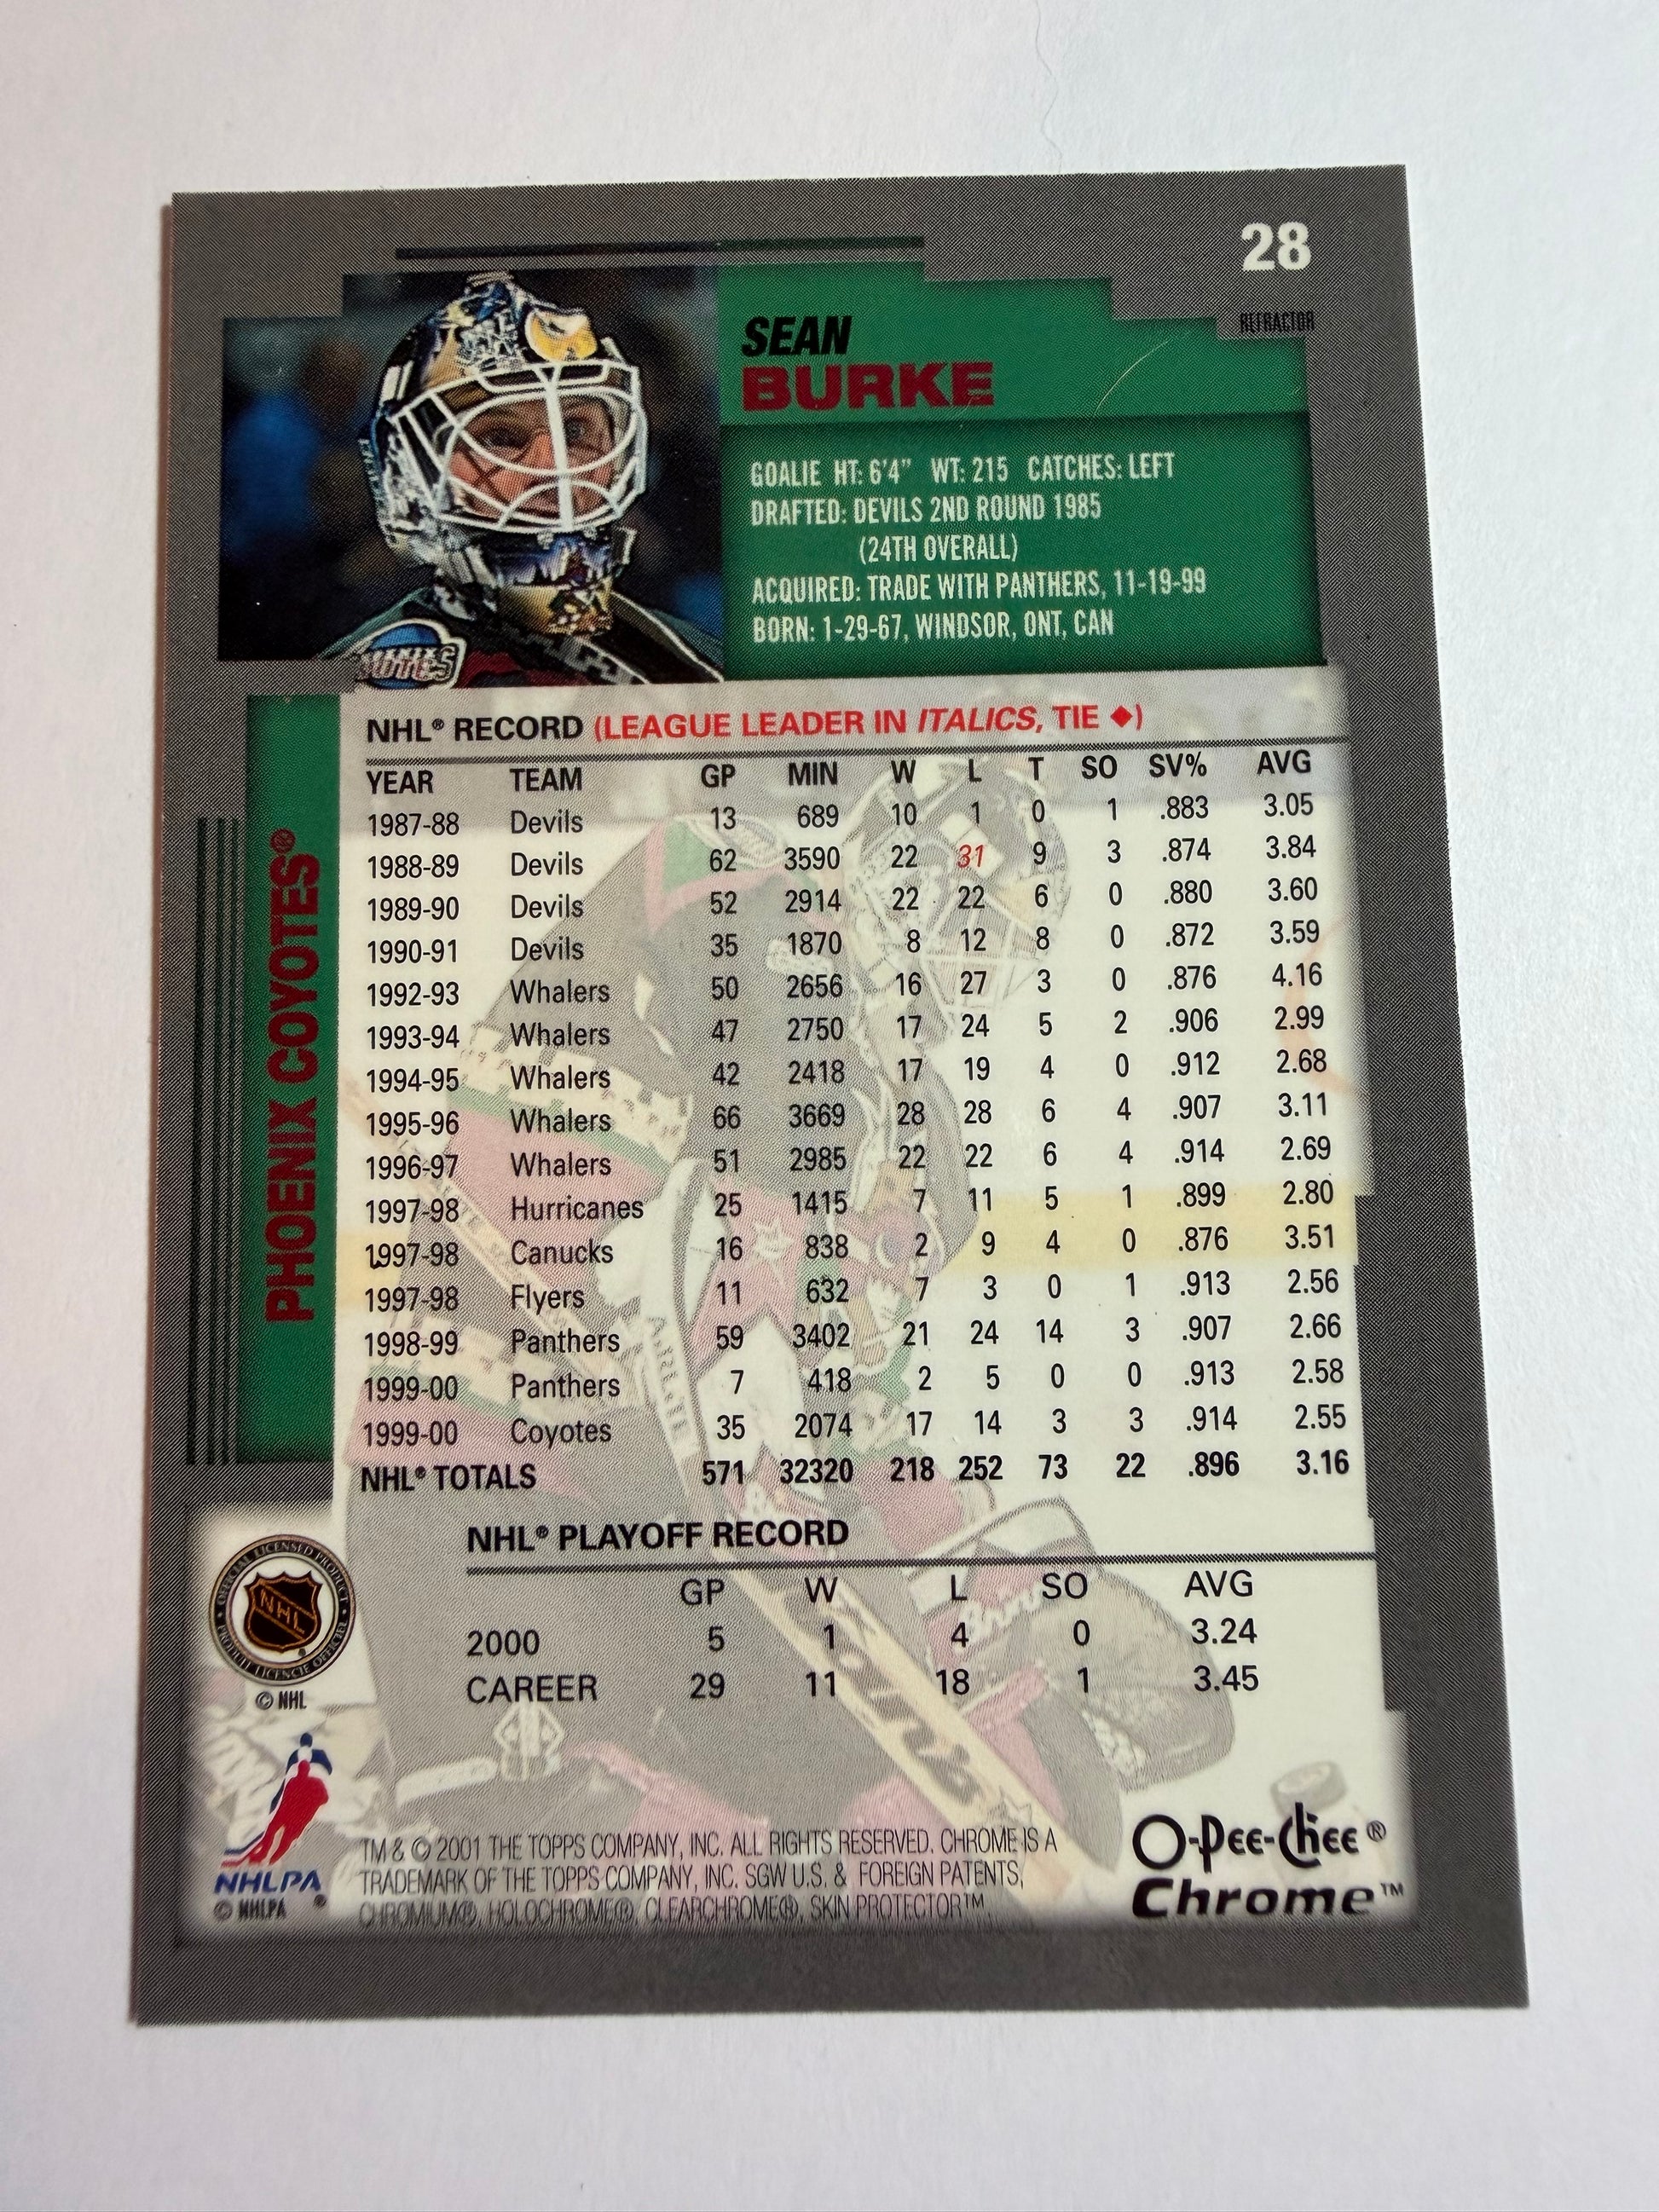 28
REFRACTOR
SEAN
BURKE
GOALIE HT: 6'4" WT: 215 CATCHES: LEFT
DRAFTED: DEVILS 2ND ROUND 1985
(24TH OVERALL)
ACQUIRED: TRADE WITH PANTHERS, 11-19-99
BORN: 1-29-67, WINDSOR, ONT, CAN
PHOENIX COYOTES®
NHL® RECORD (LEAGUE LEADER IN ITALICS, TIE ◆)
YEAR TEAM GP MIN W L T SO SV% AVG
1987-88 Devils 13 689 10 1 0 1 .883 3.05
1988-89 Devils 62 3590 22 31 9 3 .874 3.84
1989-90 Devils 52 2914 22 22 6 0 .880 3.60
1990-91 Devils 35 1870 8 12 8 0 .872 3.59
1992-93 Whalers 50 2656 16 27 3 0 .876 4.16
1993-94 Whalers 47 2750 17 24 5 2 .906 2.99
1994-95 Whalers 42 2418 17 19 4 0 .912 2.68
1995-96 Whalers 66 3669 28 28 6 4 .907 3.11
1996-97 Whalers 51 2985 22 22 6 4 .914 2.69
1997-98 Hurricanes 25 1415 7 11 5 1 .899 2.80
1997-98 Canucks 16 838 2 9 4 0 .876 3.51
1997-98 Flyers 11 632 7 3 0 1 .913 2.56
1998-99 Panthers 59 3402 21 24 14 3 .907 2.66
1999-00 Panthers 7 418 2 5 0 0 .913 2.58
1999-00 Coyotes 35 2074 17 14 3 3 .914 2.55
NHL® TOTALS 571 32320 218 252 73 22 .896 3.16
NHL® PLAYOFF RECORD
GP W L SO AVG
2000 5 1 4 0 3.24
CAREER 29 11 18 1 3.45
OFFICIAL LICENSED PRODUCT
NHL
PRODUIT LICENCIE OFFICIEL
© NHL
NHLPA
© NHLPA ®
TM & © 2001 THE TOPPS COMPANY, INC. ALL RIGHTS RESERVED. CHROME IS A
TRADEMARK OF THE TOPPS COMPANY, INC. SGW U.S. & FOREIGN PATENTS,
CHROMIUM®, HOLOCHROME®, CLEARCHROME®, SKIN PROTECTOR™.
O-Pee-Chee®
Chrome™